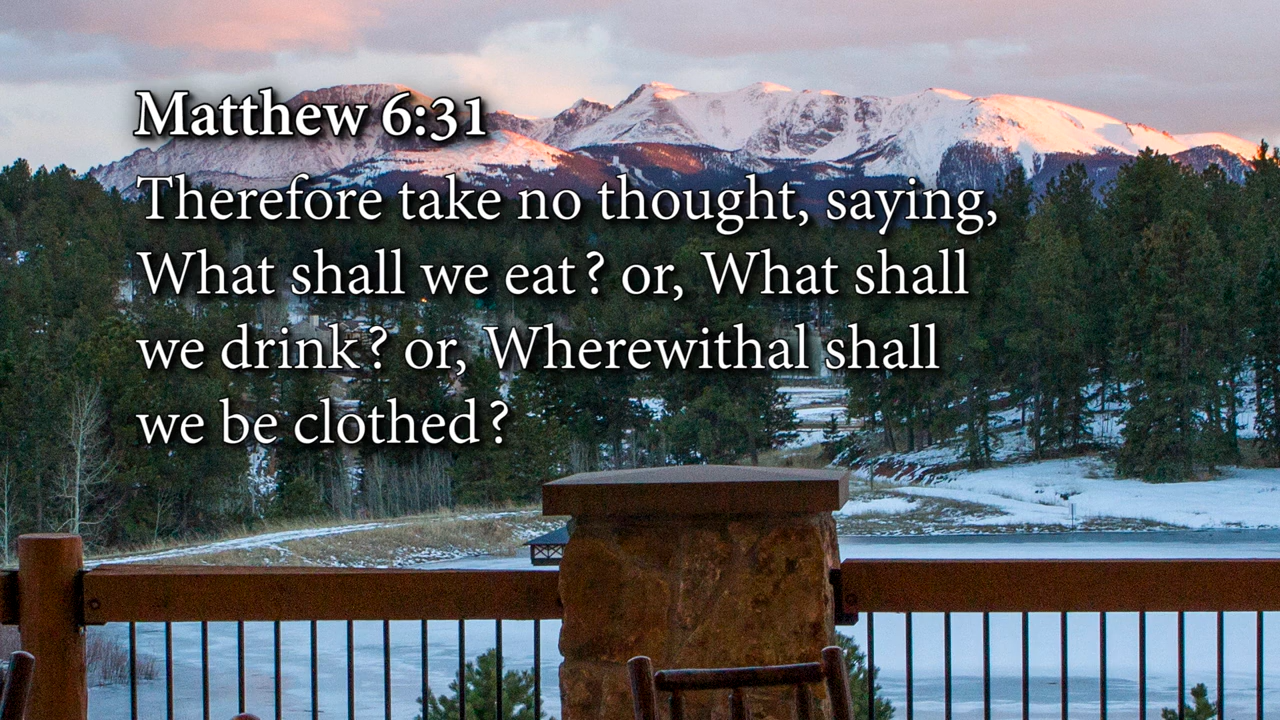 Matthew 6:31
Therefore take no thought, saying,
What shall we eat? or, What shall
we drink? or, Wherewithal shall
we be clothed?